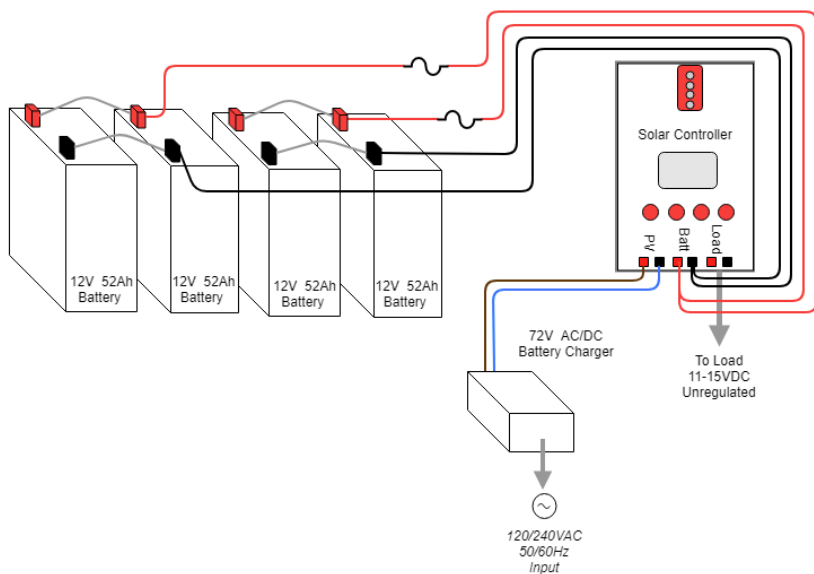 Solar Controller
PV
Batt
Load
12V 52Ah
Battery
12V 52Ah
Battery
12V 52Ah
Battery
12V 52Ah
Battery
72V AC/DC
Battery Charger
To Load
11-15VDC
Unregulated
120/240VAC
50/60Hz
Input